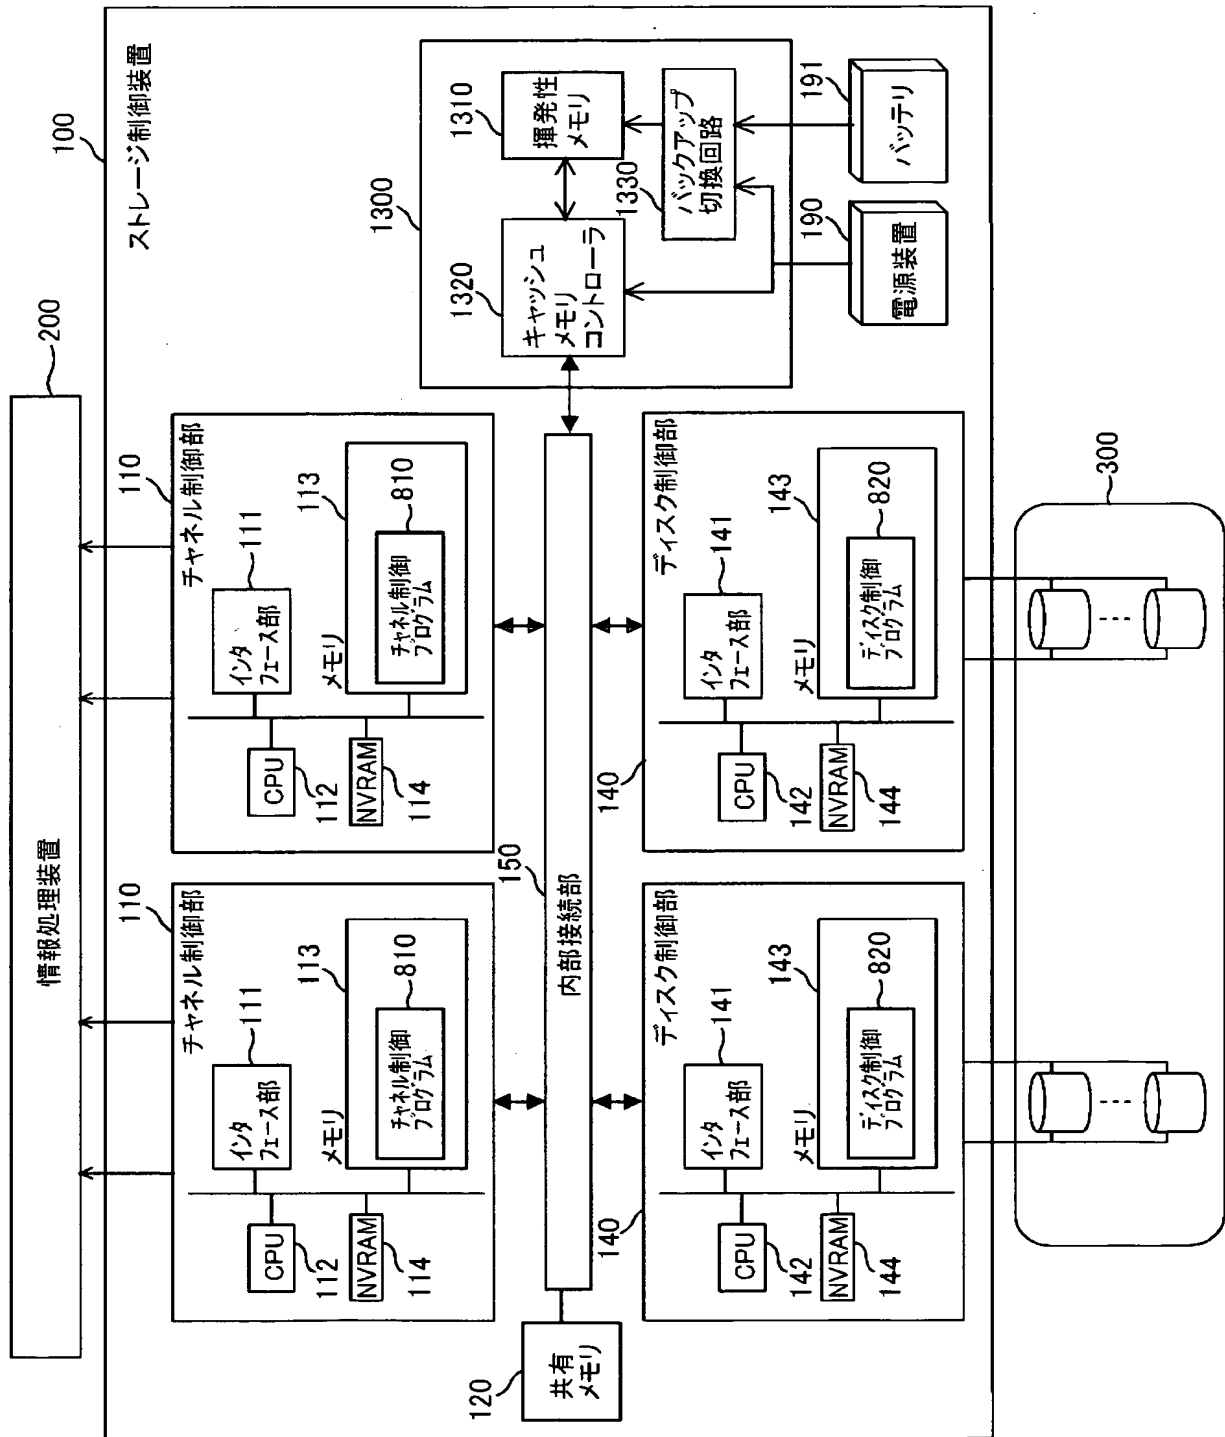 200
情報処理装置
100
ストレージ制御装置
110
チャネル制御部
111
インタ
フェース部
CPU
112
NVRAM
114
メモリ
113
チャネル制御
プログラム
810
110
チャネル制御部
111
インタ
フェース部
CPU
112
NVRAM
114
メモリ
113
チャネル制御
プログラム
810
120
共有
メモリ
150
内部接続部
1300
1320
キャッシュ
メモリ
コントローラ
1310
揮発性
メモリ
1330
バックアップ
切換回路
190
電源装置
191
バッテリ
140
ディスク制御部
141
インタ
フェース部
CPU
142
NVRAM
144
メモリ
143
ディスク制御
プログラム
820
140
ディスク制御部
141
インタ
フェース部
CPU
142
NVRAM
144
メモリ
143
ディスク制御
プログラム
820
300